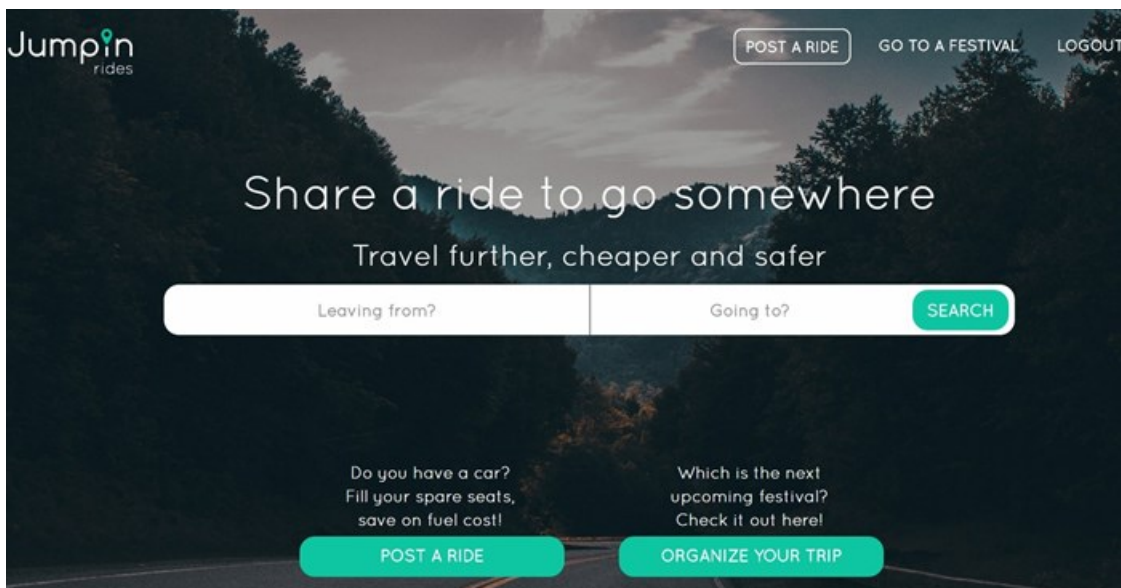 Jumpin
rides
POST A RIDE
GO TO A FESTIVAL
LOGOUT
Share a ride to go somewhere
Travel further, cheaper and safer
Leaving from?
Going to?
SEARCH
Do you have a car?
Fill your spare seats,
save on fuel cost!
POST A RIDE
Which is the next
upcoming festival?
Check it out here!
ORGANIZE YOUR TRIP